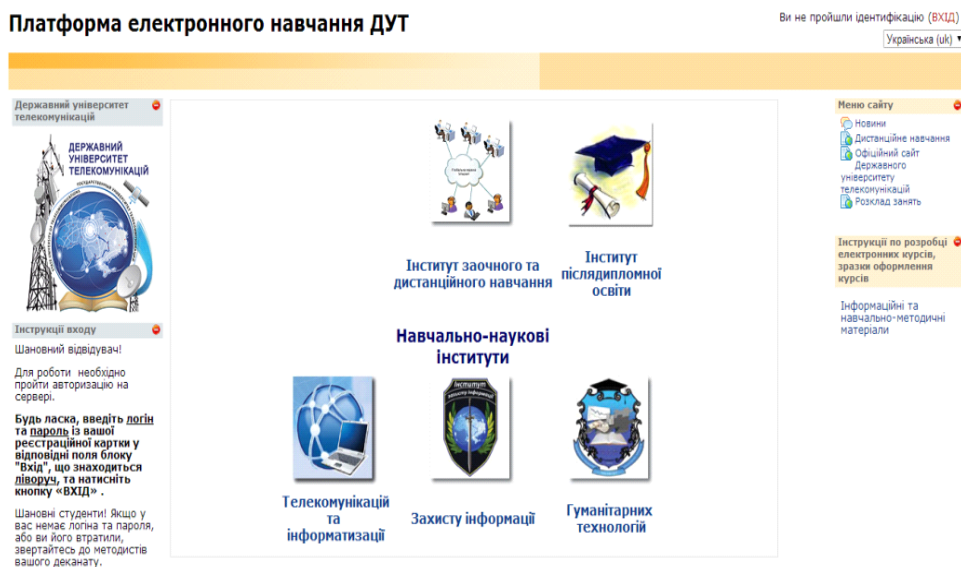 Платформа електронного навчання ДУТ
Ви не пройшли ідентифікацію (ВХІД)
Українська (uk)
Державний університет
телекомунікацій
ДЕРЖАВНИЙ
УНІВЕРСИТЕТ
ТЕЛЕКОМУНІКАЦІЙ
Інструкції входу
Шановний відвідувач!
Для роботи необхідно
пройти авторизацію на
сервері.
Будь ласка, введіть логін
та пароль із вашої
реєстраційної картки у
відповідні поля блоку
"Вхід", що знаходиться
ліворуч, та натисніть
кнопку «ВХІД» .
Шановні студенти! Якщо у
вас немає логіна та пароля,
або ви його втратили,
звертайтесь до методистів
вашого деканату.
Інститут заочного та
дистанційного навчання
Інститут
післядипломної
освіти
Навчально-наукові
інститути
Інститут
захисту інформації
Телекомунікацій
та
інформатизації
Захисту інформації
Гуманітарних
технологій
Меню сайту
Новини
Дистанційне навчання
Офіційний сайт
Державного
університету
телекомунікацій
Розклад занять
Інструкції по розробці
електронних курсів,
зразки оформлення
курсів
Інформаційні та
навчально-методичні
матеріали